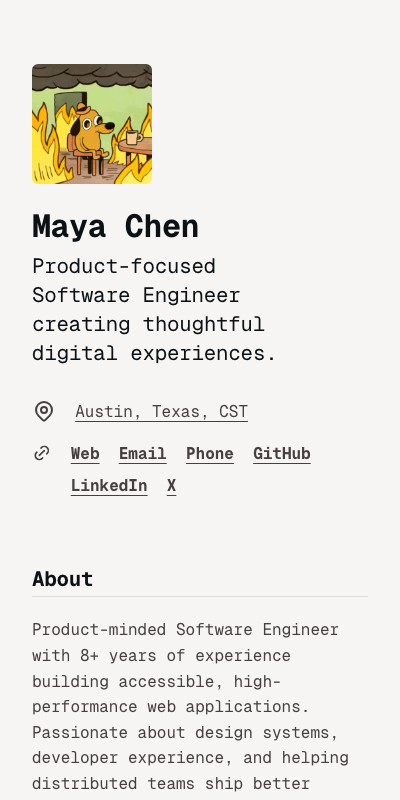 Maya Chen
Product-focused
Software Engineer
creating thoughtful
digital experiences.
Austin, Texas, CST
Web Email Phone GitHub
LinkedIn X
About
Product-minded Software Engineer
with 8+ years of experience
building accessible, high-
performance web applications.
Passionate about design systems,
developer experience, and helping
distributed teams ship better